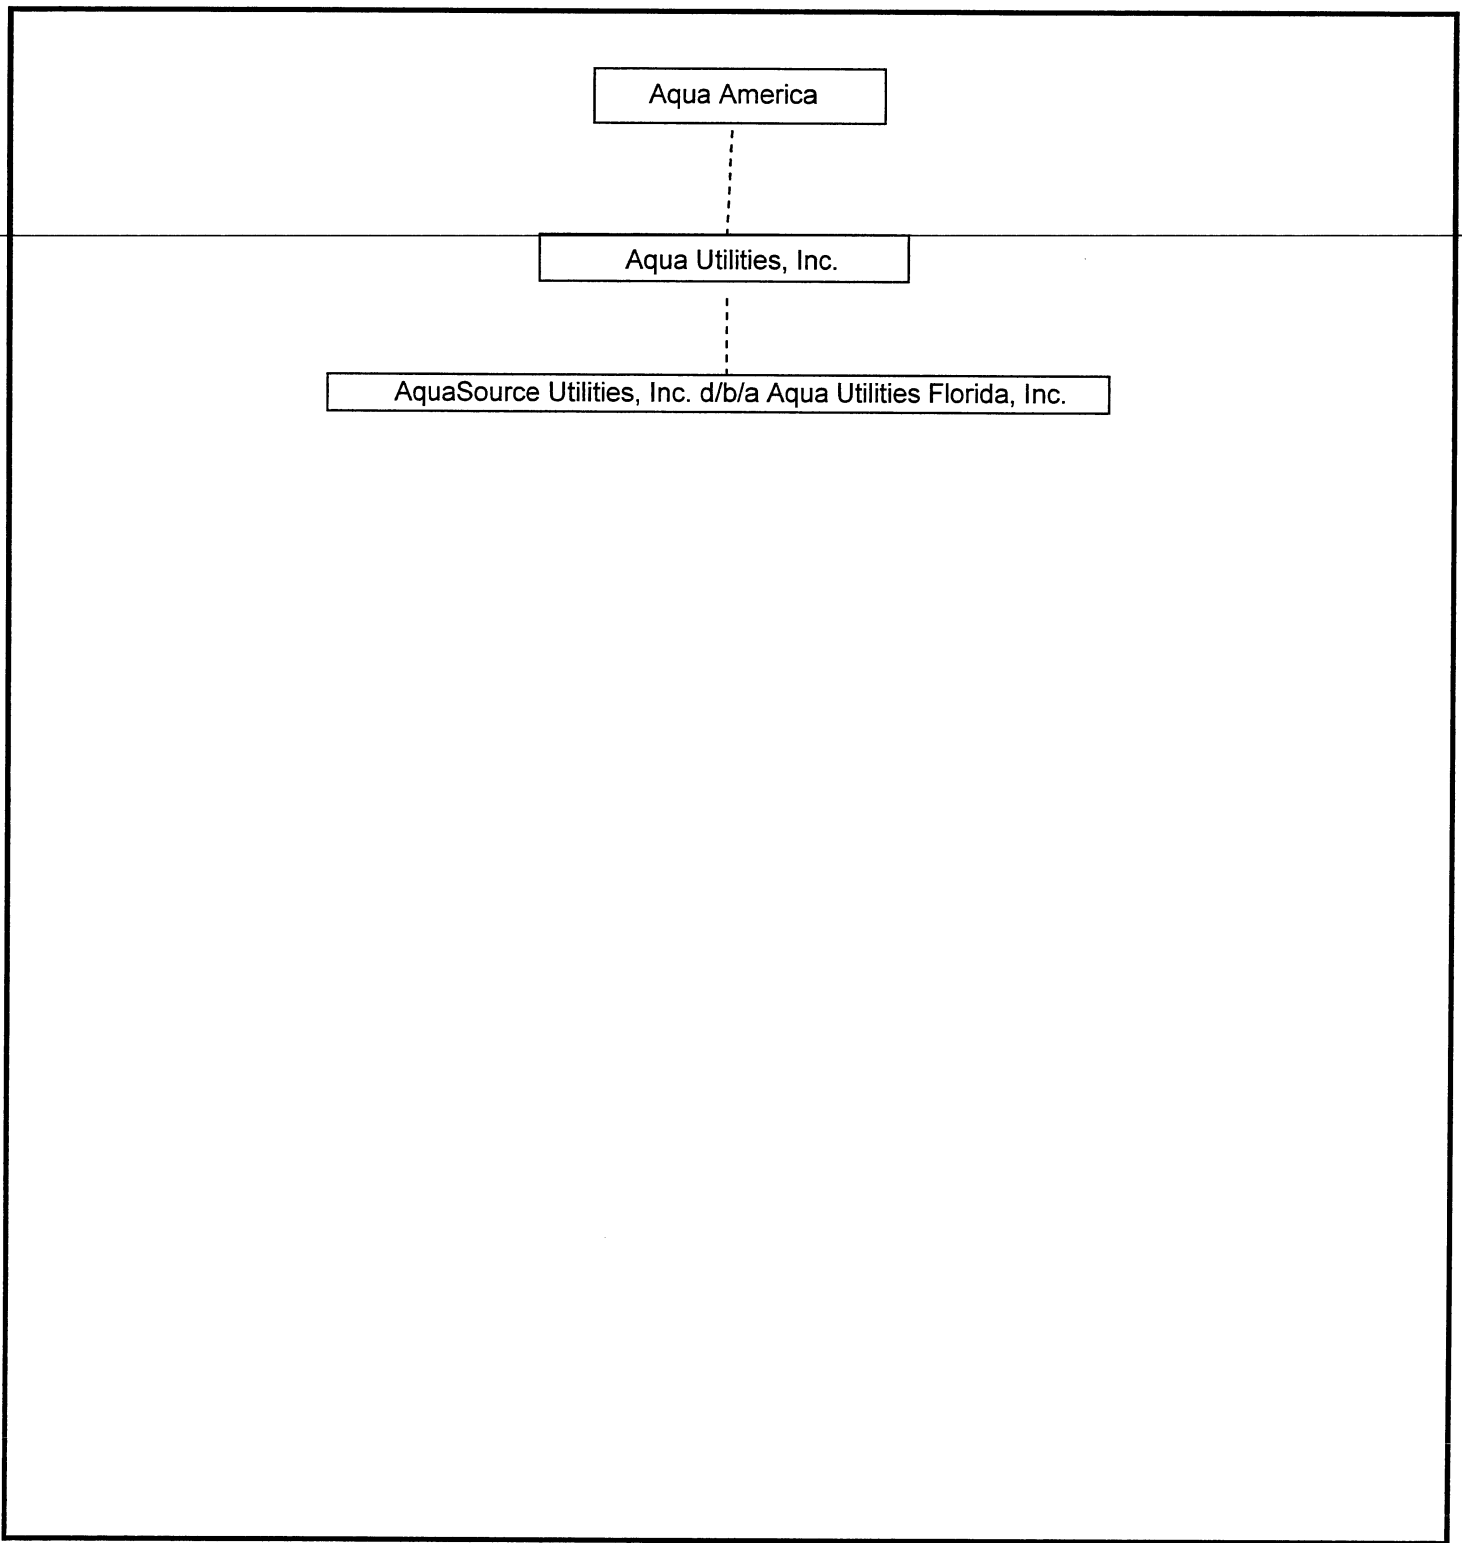 Aqua America
Aqua Utilities, Inc.
AquaSource Utilities, Inc. d/b/a Aqua Utilities Florida, Inc.